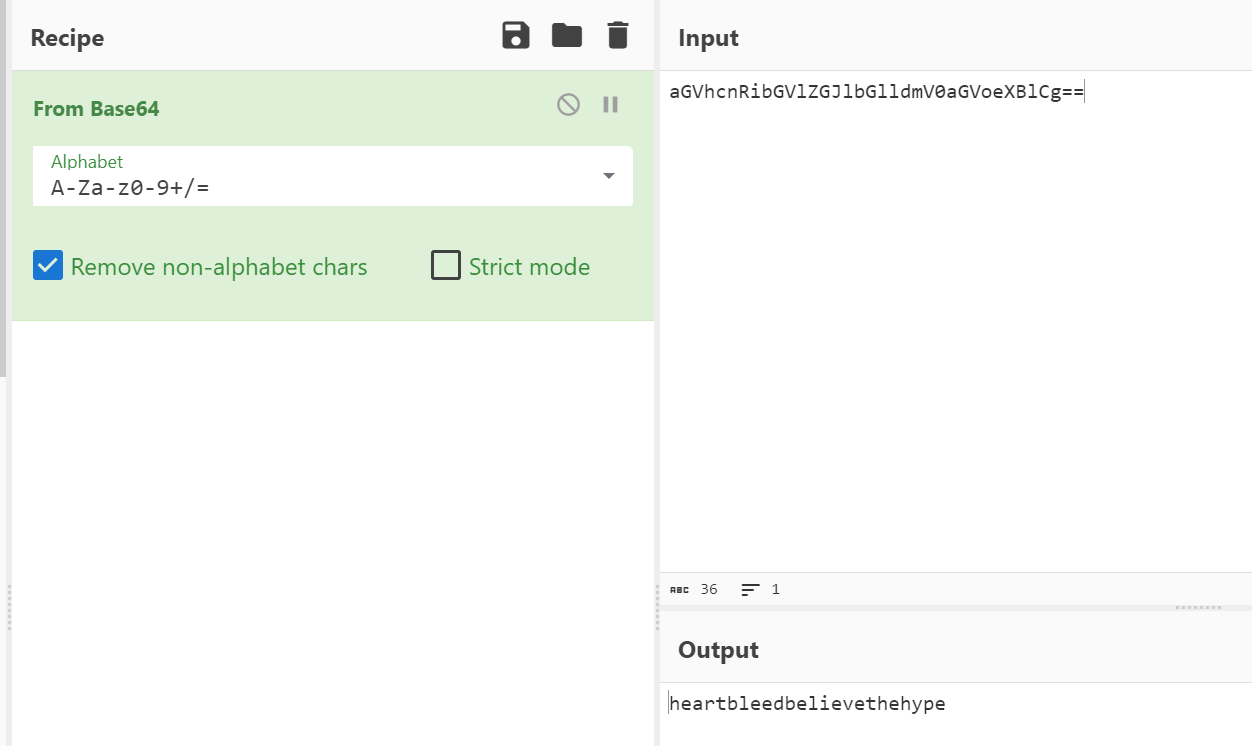 Recipe
From Base64
Alphabet
A-Za-z0-9+/=
Remove non-alphabet chars
Strict mode
Input
aGVhcnRibGVlZGJlbGlldmV0aGVoeXBlCg==
ABC 36 1
Output
heartbleedbelievethehype